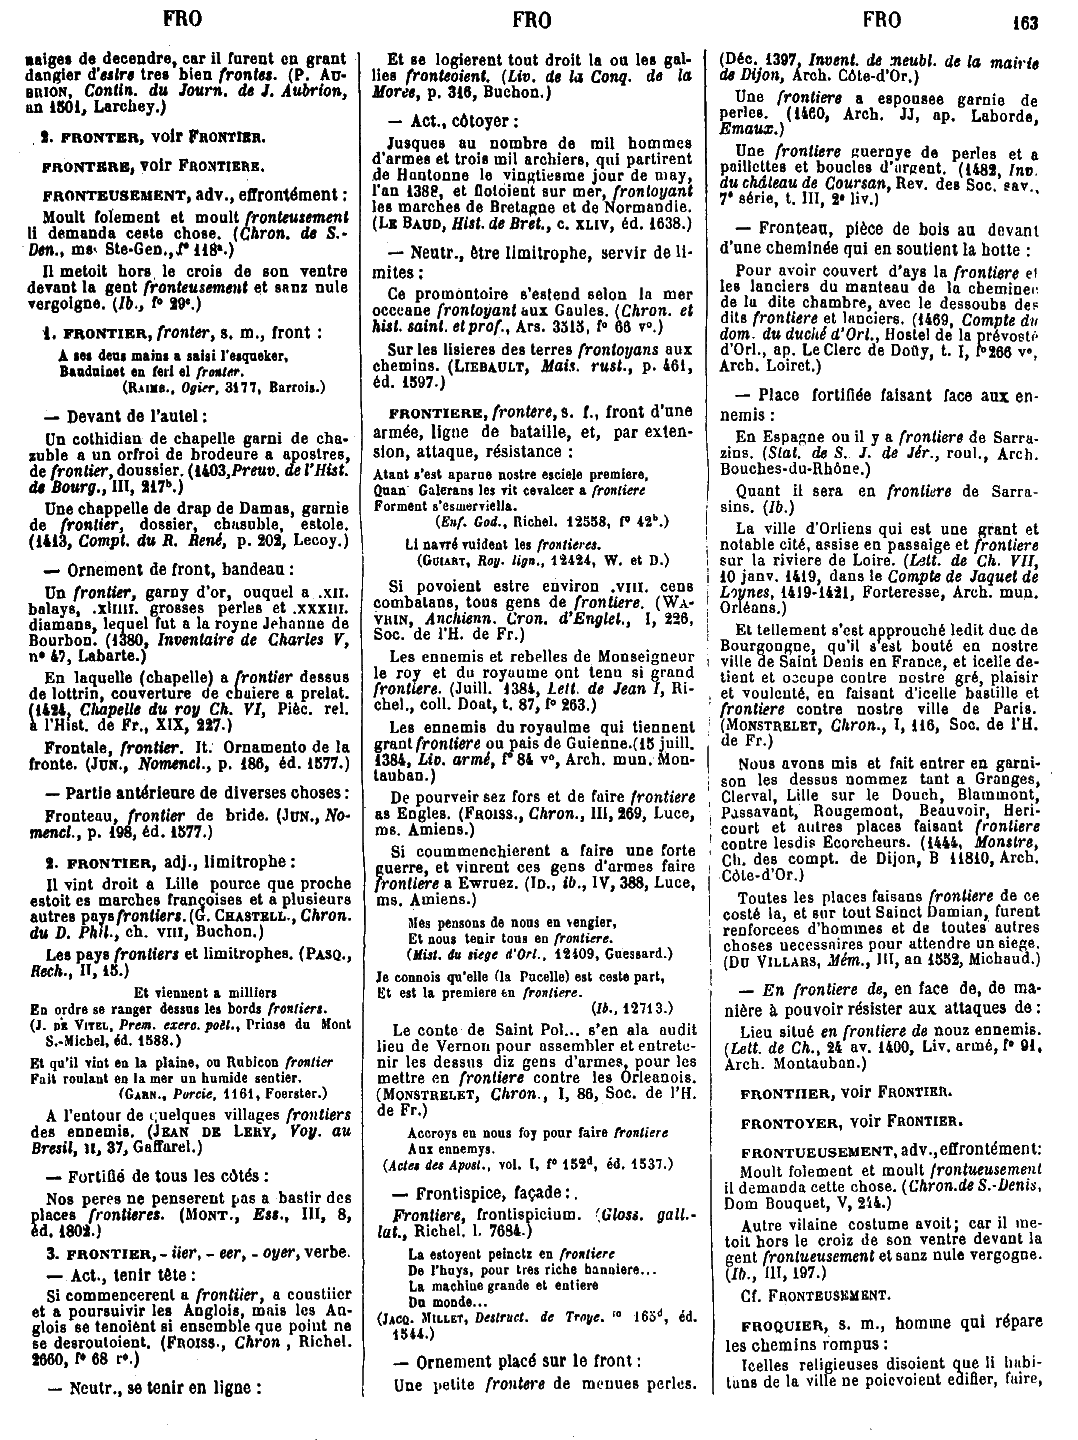 FRO FRO FRO 163
naiges de decendre, car il furent en grant
dangier d'estre tres bien frontes. (P. AU-
BRION, Contin. du Journ. de J. Aubrion,
an 1501, Larchey.)
2. FRONTER, voir FRONTIER.
FRONTERE, voir FRONTIERE.
FRONTEUSEMENT, adv., effrontément :
Moult folement et moult fronteusement
li demanda ceste chose. (Chron. de S.-
Den., ms. Ste-Gen., f° 118ª.)
Il metoit hors le crois de son ventre
devant la gent fronteusement et sanz nule
vergoigne. (Ib., f° 29ᵉ.)
1. FRONTIER, fronter, s. m., front :
A ses deus mains a saisi l'esqueker,
Bauduinet en feri el fronter.
(RAIMB., Ogier, 3177, Barrois.)
— Devant de l'autel :
Un cothidian de chapelle garni de cha-
zuble a un orfroi de brodeure a apostres,
de frontier, doussier. (1403, Preuv. de l'Hist.
de Bourg., III, 217ᵇ.)
Une chappelle de drap de Damas, garnie
de frontier, dossier, chasuble, estole.
(1413, Compt. du R. René, p. 202, Lecoy.)
— Ornement de front, bandeau :
Un frontier, garny d'or, ouquel a .XII.
balays, .xIIII. grosses perles et .XXXIII.
diamans, lequel fut a la royne Jehanne de
Bourbon. (1380, Inventaire de Charles V,
n° 47, Labarte.)
En laquelle (chapelle) a frontier dessus
de lottrin, couverture de chaiere a prelat.
(1424, Chapelle du roy Ch. VI, Pièc. rel.
à l'Hist. de Fr., XIX, 227.)
Frontale, frontier. It. Ornamento de la
fronte. (JUN., Nomencl., p. 186, éd. 1577.)
— Partie antérieure de diverses choses :
Fronteau, frontier de bride. (JUN., No-
mencl., p. 198, éd. 1577.)
2. FRONTIER, adj., limitrophe :
Il vint droit a Lille pource que proche
estoit es marches françoises et a plusieurs
autres pays frontiers. (G. CHASTELL., Chron.
du D. Phil., ch. VIII, Buchon.)
Les pays frontiers et limitrophes. (PASQ.,
Rech., II, 15.)
Et viennent a milliers
En ordre se ranger dessus les bords frontiers.
(J. DE VITEL, Prem. exerc. poët., Prinse du Mont
S.-Michel, éd. 1588.)
Et qu'il vint en la plaine, ou Rubicon frontier
Fait roulant en la mer un humide sentier.
(GARN., Porcie, 1161, Foerster.)
A l'entour de quelques villages frontiers
des ennemis. (JEAN DE LERY, Voy. au
Bresil, II, 37, Gaffarel.)
— Fortifié de tous les côtés :
Nos peres ne penserent pas a bastir des
places frontieres. (MONT., Ess., III, 8,
éd. 1802.)
3. FRONTIER, - iier, - eer, - oyer, verbe.
— Act., tenir tête :
Si commencerent a frontiier, a coustiier
et a poursuivir les Anglois, mais les An-
glois se tenoient si ensemble que point ne
se desroutoient. (FROISS., Chron , Richel.
2660, f° 68 r°.)
— Neutr., se tenir en ligne :
Et se logierent tout droit la ou les gal-
lies fronteoient. (Liv. de la Conq. de la
Morée, p. 316, Buchon.)
— Act., côtoyer :
Jusques au nombre de mil hommes
d'armes et trois mil archiers, qui partirent
de Hantonne le vingtiesme jour de may,
l'an 1388, et flotoient sur mer, frontoyant
les marches de Bretagne et de Normandie.
(LE BAUD, Hist. de Bret., c. XLIV, éd. 1638.)
— Neutr., être limitrophe, servir de li-
mites :
Ce promontoire s'estend selon la mer
occeane frontoyant aux Gaules. (Chron. et
hist. saint. et prof., Ars. 3515, f° 66 v°.)
Sur les lisieres des terres frontoyans aux
chemins. (LIEBAULT, Mais. rust., p. 461,
éd. 1597.)
FRONTIERE, frontere, s. f., front d'une
armée, ligne de bataille, et, par exten-
sion, attaque, résistance :
Atant s'est aparue nostre esciele premiere,
Quan Galerans les vit cevalcer a frontiere
Forment s'esmerviella.
(Enf. God., Richel. 12558, f° 42ᵇ.)
Li navré vuident les frontieres.
(GUIART, Roy. lign., 12424, W. et D.)
Si povoient estre environ .VIII. cens
combatans, tous gens de frontiere. (WA-
VRIN, Anchienn. Cron. d'Englet., I, 226,
Soc. de l'H. de Fr.)
Les ennemis et rebelles de Monseigneur
le roy et du royaume ont tenu si grand
frontiere. (Juill. 1384, Lett. de Jean I, Ri-
chel., coll. Doat, t. 87, f° 263.)
Les ennemis du royaulme qui tiennent
grant frontiere ou pais de Guienne. (15 juill.
1384, Liv. armé, f° 84 v°, Arch. mun. Mon-
tauban.)
De pourveir sez fors et de faire frontiere
as Engles. (FROISS., Chron., III, 269, Luce,
ms. Amiens.)
Si coummenchierent a faire une forte
guerre, et vinrent ces gens d'armes faire
frontiere a Ewruez. (ID., ib., IV, 388, Luce,
ms. Amiens.)
Mes pensons de nous en vengier,
Et nous tenir tous en frontiere.
(Mist. du siege d'Orl., 12409, Guessard.)
Je connois qu'elle (la Pucelle) est ceste part,
Et est la premiere en frontiere.
(Ib., 12713.)
Le conte de Saint Pol... s'en ala audit
lieu de Vernon pour assembler et entrete-
nir les dessus diz gens d'armes, pour les
mettre en frontiere contre les Orleanois.
(MONSTRELET, Chron., I, 86, Soc. de l'H.
de Fr.)
Accroys en nous foy pour faire frontiere
Aux ennemys.
(Actes des Apost., vol. I, f° 152ᵈ, éd. 1537.)
— Frontispice, façade :
Frontiere, frontispicium. (Gloss. gall.-
lat., Richel. l. 7684.)
La estoyent peinctz en frontiere
De l'huys, pour tres riche banniere...
La machine grande et entiere
Du monde...
(JACQ. MILLET, Destruct. de Troye. f° 165ᵈ, éd.
1544.)
— Ornement placé sur le front :
Une petite frontere de menues perles.
(Déc. 1397, Invent. de meubl. de la mairie
de Dijon, Arch. Côte-d'Or.)
Une frontiere a espousee garnie de
perles. (1460, Arch. JJ, ap. Laborde,
Emaux.)
Une frontiere guernye de perles et a
paillettes et boucles d'argent. (1482, Inv.
du château de Coursan, Rev. des Soc. sav.,
7ᵉ série, t. III, 2ᵉ liv.)
— Fronteau, pièce de bois au devant
d'une cheminée qui en soutient la hotte :
Pour avoir couvert d'ays la frontiere et
les lanciers du manteau de la cheminee
de la dite chambre, avec le dessoubs des
dits frontiere et lanciers. (1469, Compte du
dom. du duché d'Orl., Hostel de la prévosté
d'Orl., ap. Le Clerc de Doüy, t. I, f° 266 v°,
Arch. Loiret.)
— Place fortifiée faisant face aux en-
nemis :
En Espagne ou il y a frontiere de Sarra-
zins. (Stat. de S. J. de Jér., roul., Arch.
Bouches-du-Rhône.)
Quant il sera en frontiere de Sarra-
sins. (Ib.)
La ville d'Orliens qui est une grant et
notable cité, assise en passaige et frontiere
sur la riviere de Loire. (Lett. de Ch. VII,
10 janv. 1419, dans le Compte de Jaquet de
Loynes, 1419-1421, Forteresse, Arch. mun.
Orléans.)
Et tellement s'est approuché ledit duc de
Bourgongne, qu'il s'est bouté en nostre
ville de Saint Denis en France, et icelle de-
tient et occupe contre nostre gré, plaisir
et voulenté, en faisant d'icelle bastille et
frontiere contre nostre ville de Paris.
(MONSTRELET, Chron., I, 116, Soc. de l'H.
de Fr.)
Nous avons mis et fait entrer en garni-
son les dessus nommez tant a Granges,
Clerval, Lille sur le Doueh, Blammont,
Passavant, Rougemont, Beauvoir, Heri-
court et autres places faisant frontiere
contre lesdis Ecorcheurs. (1444, Monstre,
Ch. des compt. de Dijon, B 11810, Arch.
Côte-d'Or.)
Toutes les places faisans frontiere de ce
costé la, et sur tout Sainct Damian, furent
renforcees d'hommes et de toutes autres
choses necessaires pour attendre un siege.
(DU VILLARS, Mém., III, an 1552, Michaud.)
— En frontiere de, en face de, de ma-
nière à pouvoir résister aux attaques de :
Lieu situé en frontiere de nouz ennemis.
(Lett. de Ch., 24 av. 1400, Liv. armé, f° 91,
Arch. Montauban.)
FRONTIIER, voir FRONTIER.
FRONTOYER, voir FRONTIER.
FRONTUEUSEMENT, adv., effrontément:
Moult folement et moult frontueusement
il demanda cette chose. (Chron. de S.-Denis,
Dom Bouquet, V, 214.)
Autre vilaine costume avoit; car il me-
toit hors le croiz de son ventre devant la
gent frontueusement et sanz nule vergogne.
(Ib., III, 197.)
Cf. FRONTEUSEMENT.
FROQUIER, s. m., homme qui répare
les chemins rompus :
Icelles religieuses disoient que li habi-
tans de la ville ne poievoient edifier, faire,